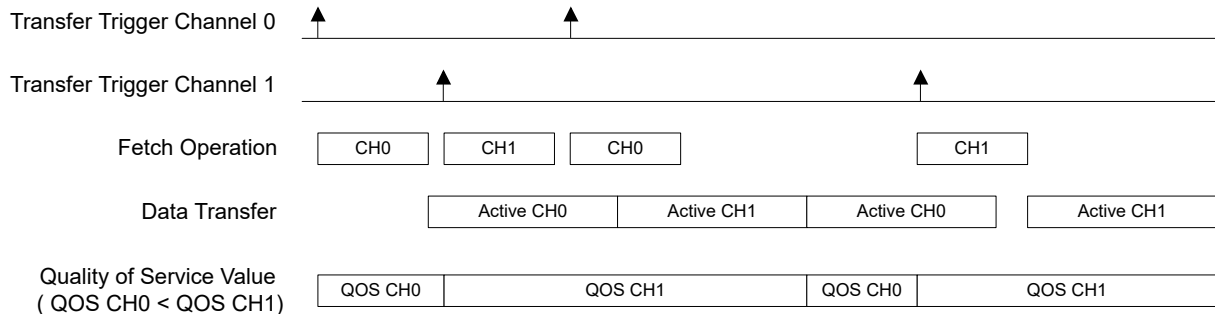 Transfer Trigger Channel 0
Transfer Trigger Channel 1
Fetch Operation CH0 CH1 CH0 CH1
Data Transfer Active CH0 Active CH1 Active CH0 Active CH1
Quality of Service Value
( QOS CH0 < QOS CH1) QOS CH0 QOS CH1 QOS CH0 QOS CH1